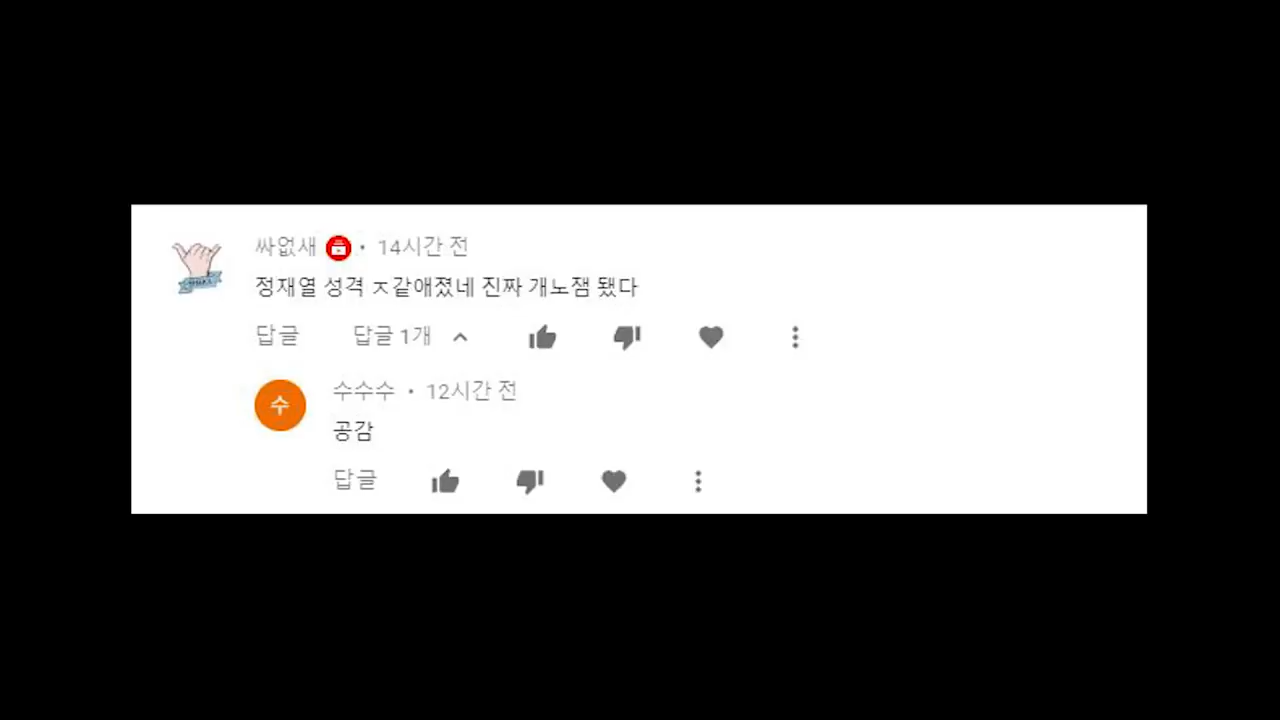 싸없새 • 14시간 전
정재열 성격 ㅈ같애졌네 진짜 개노잼 됐다
답글 답글 1개
수 수수수 • 12시간 전
공감
답글